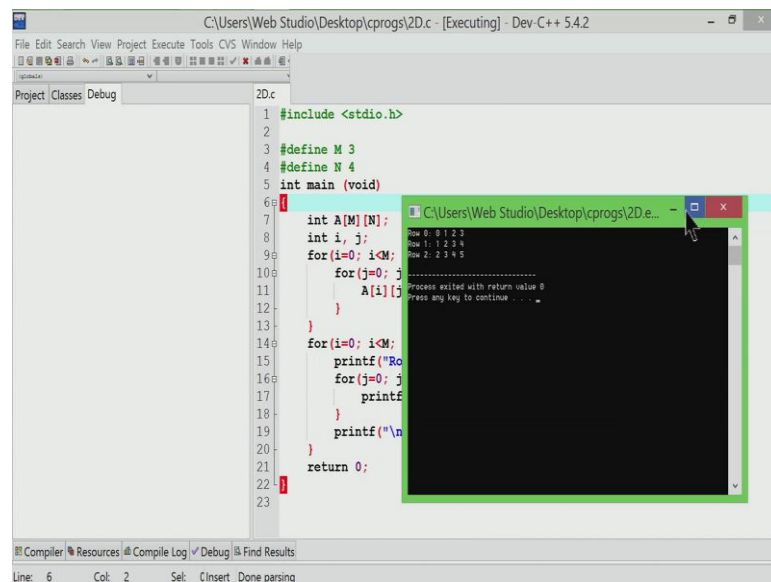 C:\Users\Web Studio\Desktop\cprogs\2D.c - [Executing] - Dev-C++ 5.4.2
File Edit Search View Project Execute Tools CVS Window Help
(globals)
Project Classes Debug
2D.c
1 #include <stdio.h>
2
3 #define M 3
4 #define N 4
5 int main (void)
6 {
7 int A[M][N];
8 int i, j;
9 for(i=0; i<M;
10 for(j=0; j
11 A[i][j
12 }
13 }
14 for(i=0; i<M;
15 printf("Ro
16 for(j=0; j
17 printf
18 }
19 printf("\n
20 }
21 return 0;
22 }
23
C:\Users\Web Studio\Desktop\cprogs\2D.e...
Row 0: 0 1 2 3
Row 1: 1 2 3 4
Row 2: 2 3 4 5
--------------------------------
Process exited with return value 0
Press any key to continue . . .
Compiler Resources Compile Log Debug Find Results
Line: 6 Col: 2 Sel: 0 Insert Done parsing